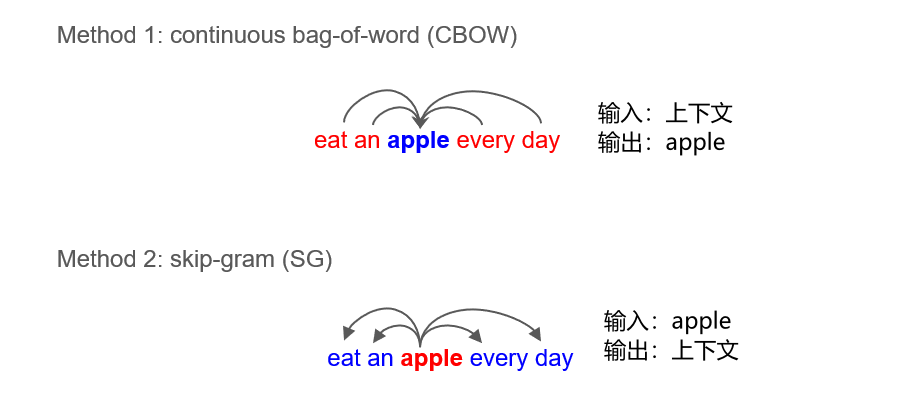 Method 1: continuous bag-of-word (CBOW)
eat an apple every day
输入：上下文
输出：apple
Method 2: skip-gram (SG)
eat an apple every day
输入：apple
输出：上下文